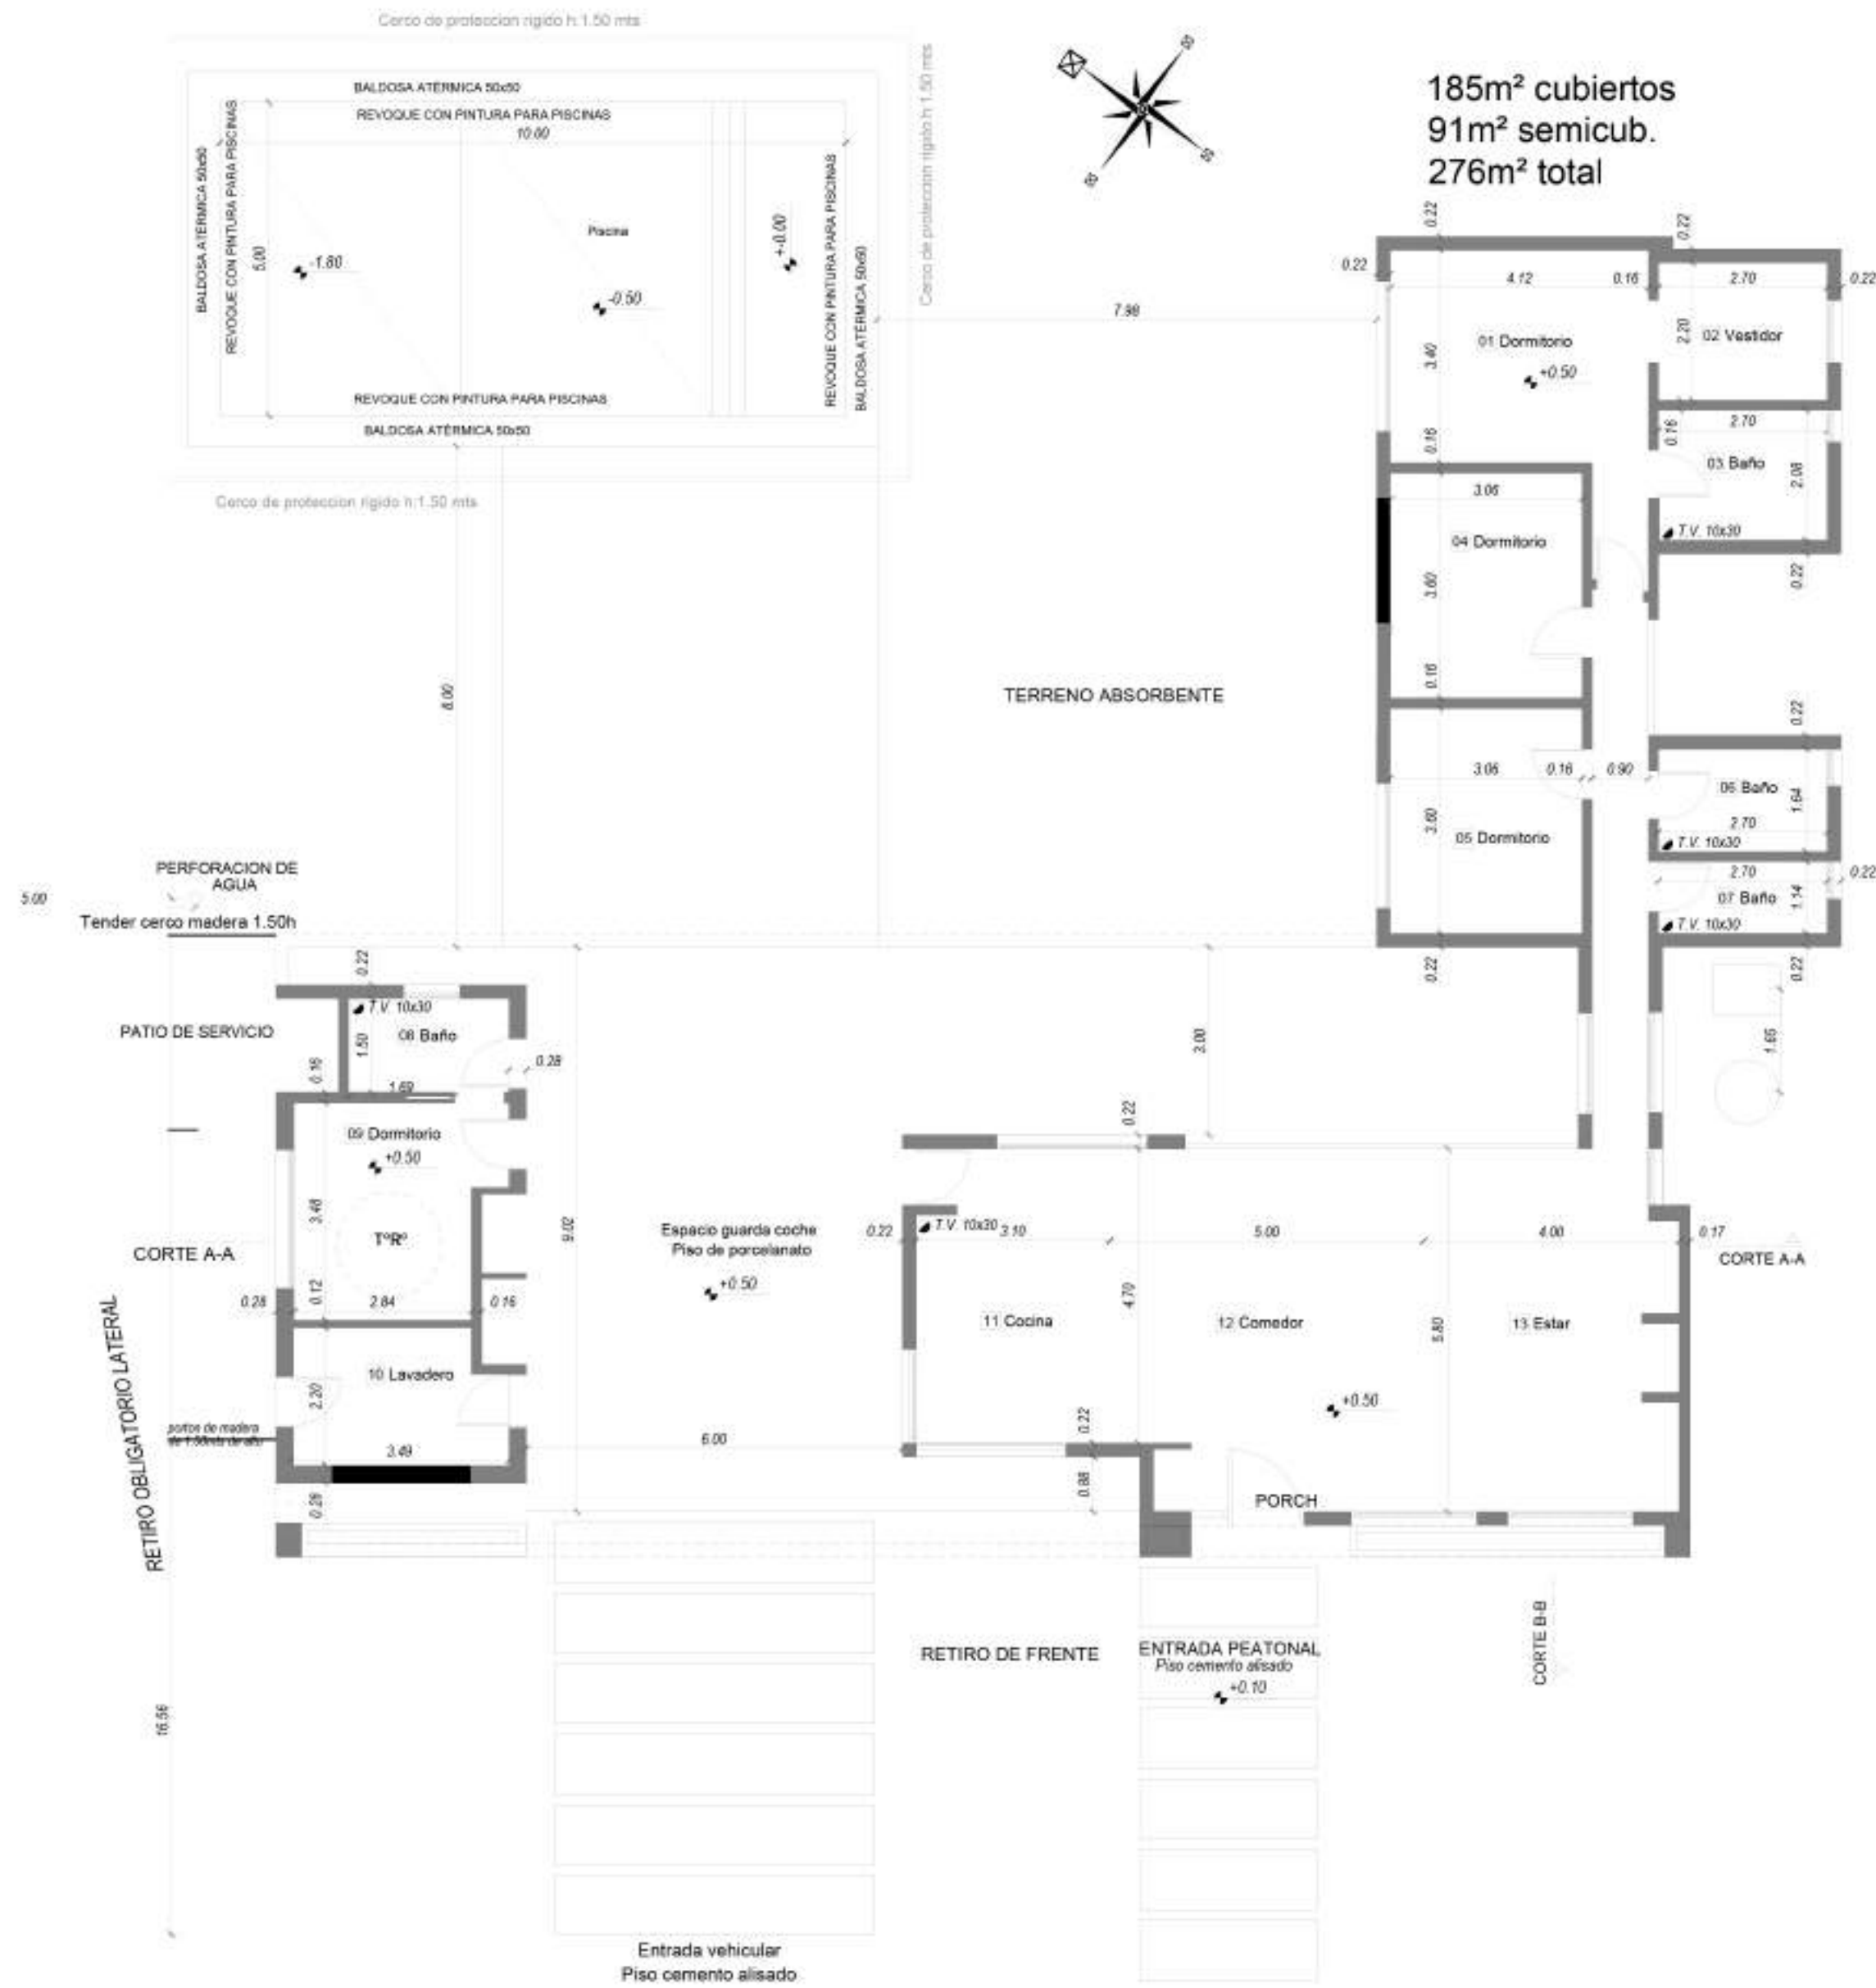 Cerco de proteccion rigido h:1.50 mts
Cerco de proteccion rigido h:1.50 mts
BALDOSA ATÉRMICA 50x50
REVOQUE CON PINTURA PARA PISCINAS
10.00
BALDOSA ATÉRMICA 50x50
REVOQUE CON PINTURA PARA PISCINAS
5.00
-1.80
Piscina
-0.50
+-0.00
REVOQUE CON PINTURA PARA PISCINAS
BALDOSA ATÉRMICA 50x50
REVOQUE CON PINTURA PARA PISCINAS
BALDOSA ATÉRMICA 50x50
Cerco de proteccion rigido h:1.50 mts
185m² cubiertos
91m² semicub.
276m² total
0.22
0.22
0.22
4.12
0.16
2.70
0.22
7.98
01 Dormitorio
+0.50
3.40
2.20
02 Vestidor
0.16
0.16
2.70
03 Baño
2.08
T.V. 10x30
3.06
04 Dormitorio
3.60
0.22
0.16
TERRENO ABSORBENTE
8.00
0.22
3.06
0.16
0.90
06 Baño
1.64
2.70
T.V. 10x30
3.60
05 Dormitorio
2.70
0.22
07 Baño
1.14
T.V. 10x30
0.22
0.22
1.65
PERFORACION DE
AGUA
5.00
Tender cerco madera 1.50h
0.22
T.V. 10x30
PATIO DE SERVICIO
08 Baño
1.50
0.28
0.16
1.69
3.00
0.22
09 Dormitorio
+0.50
3.48
T°R°
9.02
Espacio guarda coche
Piso de porcelanato
+0.50
0.22
T.V. 10x30
3.10
5.00
4.00
0.17
CORTE A-A
CORTE A-A
0.28
0.12
2.84
0.16
4.70
11 Cocina
12 Comedor
5.80
13 Estar
RETIRO OBLIGATORIO LATERAL
10 Lavadero
2.20
+0.50
porton de madera
de 1.50mts de alto
3.49
6.00
0.22
0.88
0.28
PORCH
RETIRO DE FRENTE
ENTRADA PEATONAL
Piso cemento alisado
+0.10
CORTE B-B
16.56
Entrada vehicular
Piso cemento alisado